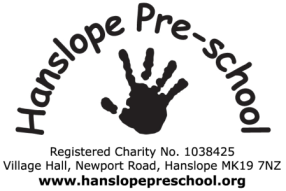 Hanslope Pre-school
Registered Charity No. 1038425
Village Hall, Newport Road, Hanslope MK19 7NZ
www.hanslopepreschool.org